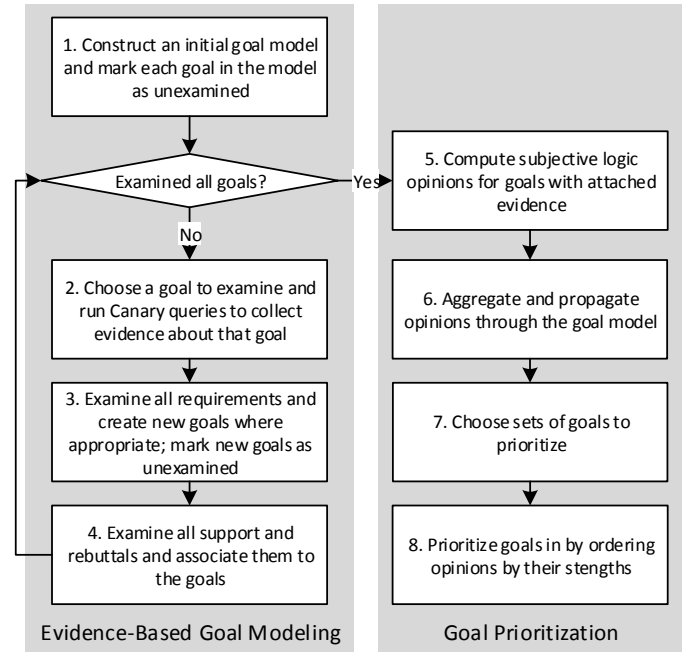 1. Construct an initial goal model
and mark each goal in the model
as unexamined
Examined all goals?
Yes
No
2. Choose a goal to examine and
run Canary queries to collect
evidence about that goal
3. Examine all requirements and
create new goals where
appropriate; mark new goals as
unexamined
4. Examine all support and
rebuttals and associate them to
the goals
Evidence-Based Goal Modeling
5. Compute subjective logic
opinions for goals with attached
evidence
6. Aggregate and propagate
opinions through the goal model
7. Choose sets of goals to
prioritize
8. Prioritize goals in by ordering
opinions by their stengths
Goal Prioritization